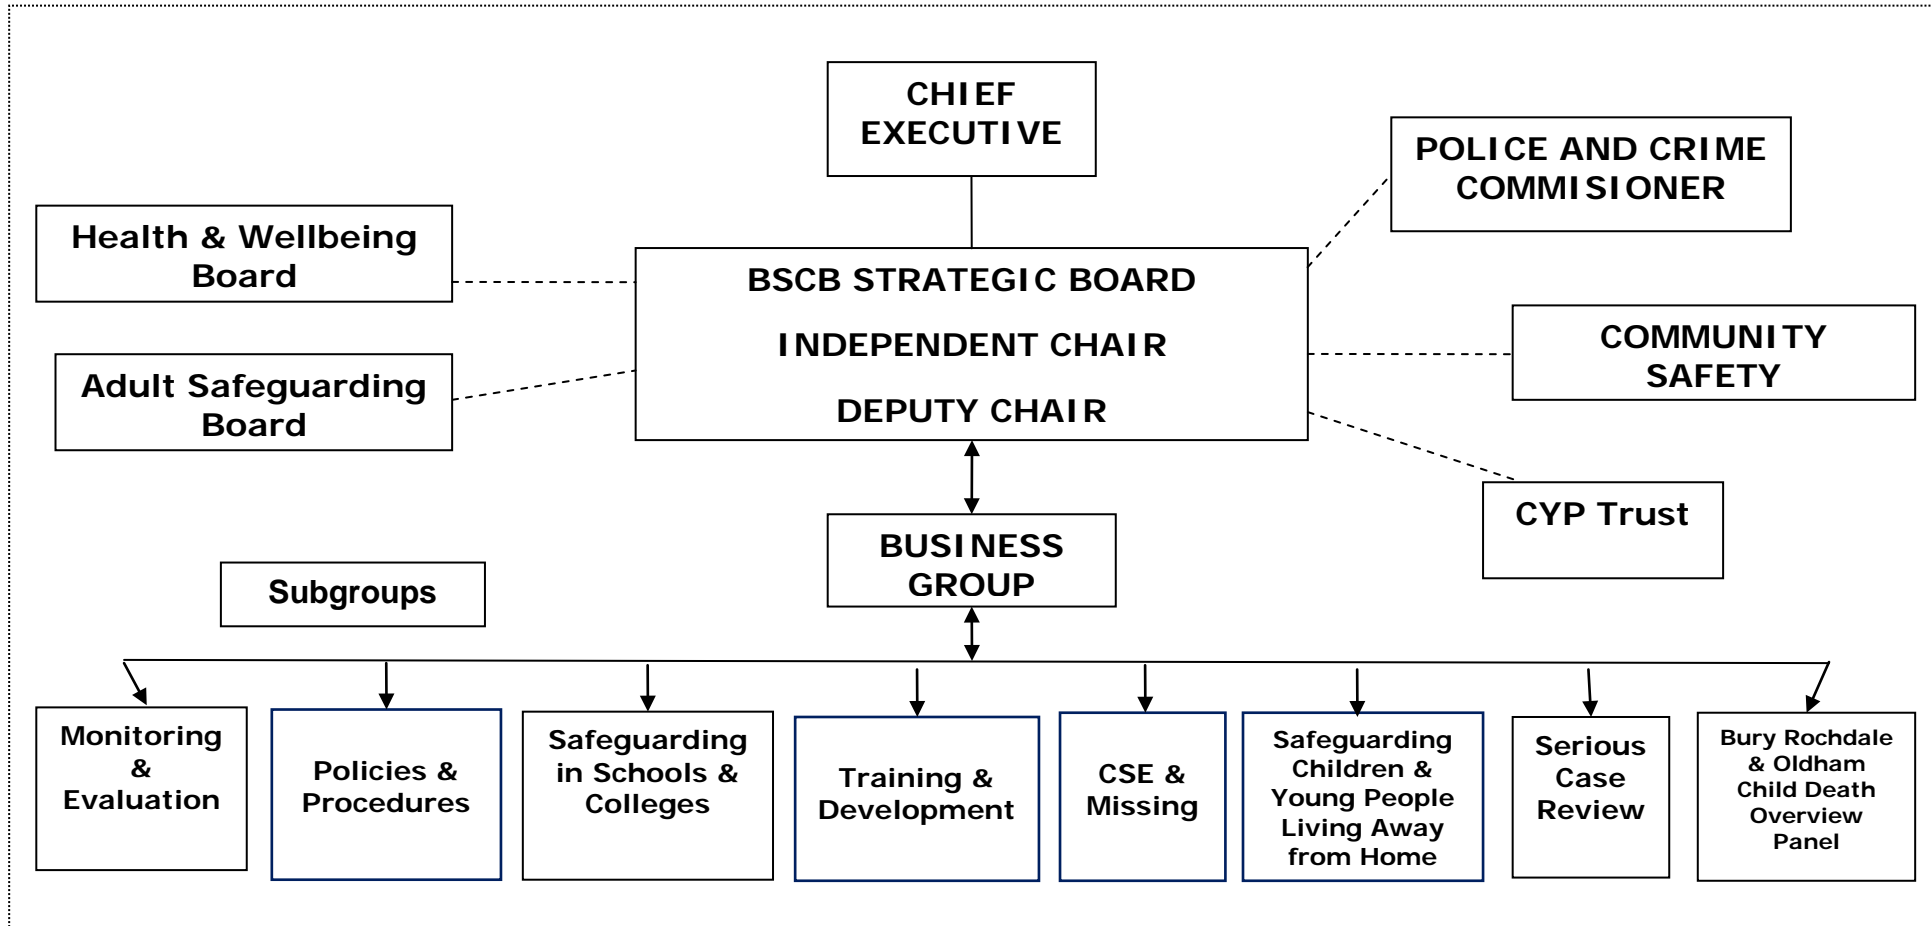 CHIEF
EXECUTIVE
POLICE AND CRIME
COMMISIONER
Health & Wellbeing
Board
BSCB STRATEGIC BOARD
INDEPENDENT CHAIR
DEPUTY CHAIR
COMMUNITY
SAFETY
Adult Safeguarding
Board
CYP Trust
BUSINESS
GROUP
Subgroups
Monitoring
&
Evaluation
Policies &
Procedures
Safeguarding
in Schools &
Colleges
Training &
Development
CSE &
Missing
Safeguarding
Children &
Young People
Living Away
from Home
Serious
Case
Review
Bury Rochdale
& Oldham
Child Death
Overview
Panel